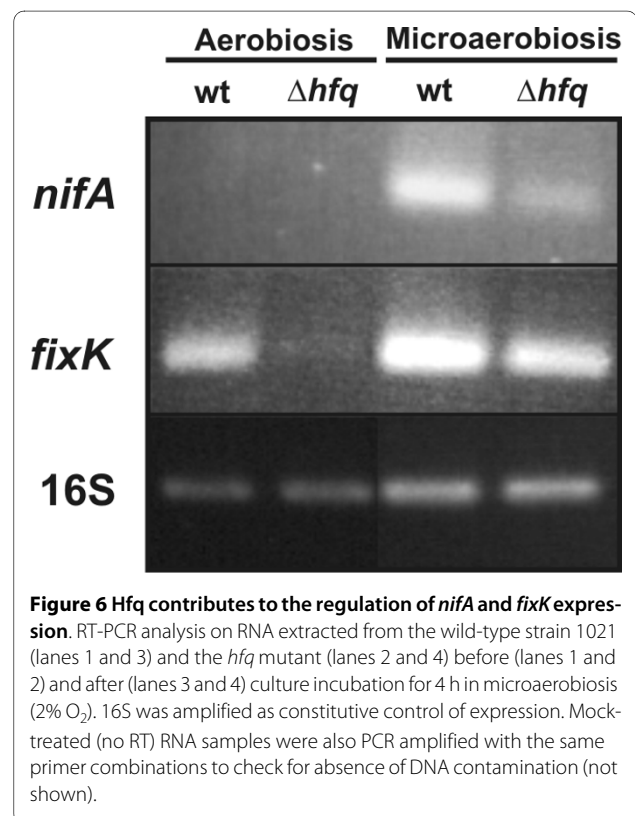 Aerobiosis Microaerobiosis
wt Δhfq wt Δhfq
nifA
fixK
16S
Figure 6 Hfq contributes to the regulation of nifA and fixK expres-
sion. RT-PCR analysis on RNA extracted from the wild-type strain 1021
(lanes 1 and 3) and the hfq mutant (lanes 2 and 4) before (lanes 1 and
2) and after (lanes 3 and 4) culture incubation for 4 h in microaerobiosis
(2% O2). 16S was amplified as constitutive control of expression. Mock-
treated (no RT) RNA samples were also PCR amplified with the same
primer combinations to check for absence of DNA contamination (not
shown).